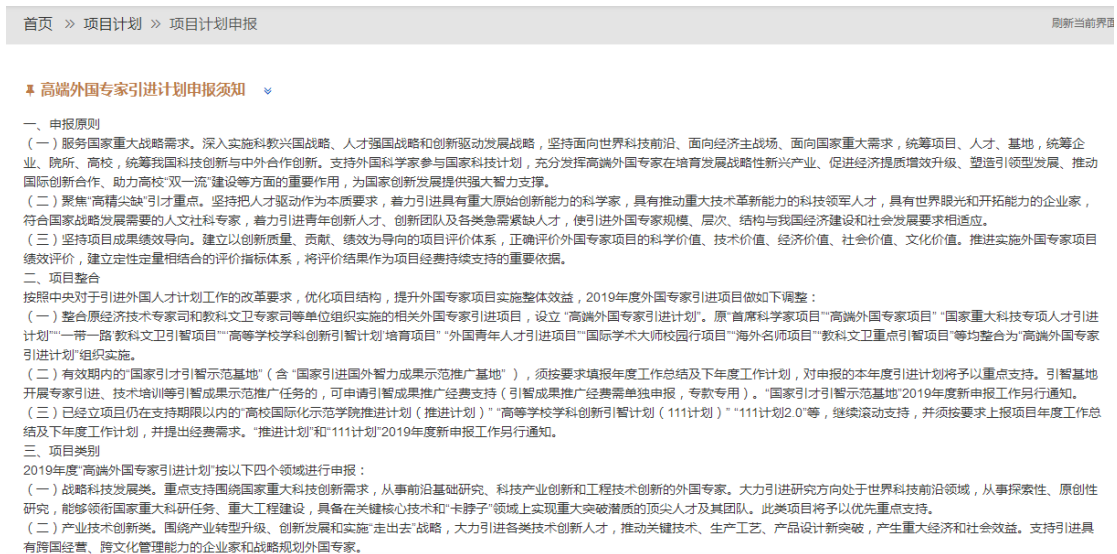 首页 » 项目计划 » 项目计划申报
刷新当前界面
高端外国专家引进计划申报须知
一、申报原则
（一）服务国家重大战略需求。深入实施科教兴国战略、人才强国战略和创新驱动发展战略，坚持面向世界科技前沿、面向经济主战场、面向国家重大需求，统筹项目、人才、基地，统筹企
业、院所、高校，统筹我国科技创新与中外合作创新。支持外国科学家参与国家科技计划，充分发挥高端外国专家在培育发展战略性新兴产业、促进经济提质增效升级、塑造引领型发展、推动
国际创新合作、助力高校“双一流”建设等方面的重要作用，为国家创新发展提供强大智力支撑。
（二）聚焦“高精尖缺”引才重点。坚持把人才驱动作为本质要求，着力引进具有重大原始创新能力的科学家，具有推动重大技术革新能力的科技领军人才，具有世界眼光和开拓能力的企业家，
符合国家战略发展需要的人文社科专家，着力引进青年创新人才、创新团队及各类急需紧缺人才，使引进外国专家规模、层次、结构与我国经济建设和社会发展要求相适应。
（三）坚持项目成果绩效导向。建立以创新质量、贡献、绩效为导向的项目评价体系，正确评价外国专家项目的科学价值、技术价值、经济价值、社会价值、文化价值。推进实施外国专家项目
绩效评价，建立定性定量相结合的评价指标体系，将评价结果作为项目经费持续支持的重要依据。
二、项目整合
按照中央对于引进外国人才计划工作的改革要求，优化项目结构，提升外国专家项目实施整体效益，2019年度外国专家引进项目做如下调整：
（一）整合原经济技术专家司和教科文卫专家司等单位组织实施的相关外国专家引进项目，设立 “高端外国专家引进计划”。原“首席科学家项目”“高端外国专家项目” “国家重大科技专项人才引进
计划”“‘一带一路’教科文卫引智项目”“高等学校学科创新引智计划‘培育项目” “外国青年人才引进项目”“国际学术大师校园行项目”“海外名师项目”“教科文卫重点引智项目”等均整合为“高端外国专家
引进计划”组织实施。
（二）有效期内的“国家引才引智示范基地”（含 “国家引进国外智力成果示范推广基地” ），须按要求填报年度工作总结及下年度工作计划，对申报的本年度引进计划将予以重点支持。引智基地
开展专家引进、技术培训等引智成果示范推广任务的，可申请引智成果推广经费支持（引智成果推广经费需单独申报，专款专用）。“国家引才引智示范基地”2019年度新申报工作另行通知。
（三）已经立项且仍在支持期限以内的“高校国际化示范学院推进计划（推进计划）” “高等学校学科创新引智计划（111计划）” “111计划2.0”等，继续滚动支持，并须按要求上报项目年度工作总
结及下年度工作计划，并提出经费需求。“推进计划”和“111计划”2019年度新申报工作另行通知。
三、项目类别
2019年度“高端外国专家引进计划”按以下四个领域进行申报：
（一）战略科技发展类。重点支持围绕国家重大科技创新需求，从事前沿基础研究、科技产业创新和工程技术创新的外国专家。大力引进研究方向处于世界科技前沿领域，从事探索性、原创性
研究，能够领衔国家重大科研任务、重大工程建设，具备在关键核心技术和“卡脖子”领域上实现重大突破潜质的顶尖人才及其团队。此类项目将予以优先重点支持。
（二）产业技术创新类。围绕产业转型升级、创新发展和实施“走出去”战略，大力引进各类技术创新人才，推动关键技术、生产工艺、产品设计新突破，产生重大经济和社会效益。支持引进具
有跨国经营、跨文化管理能力的企业家和战略规划外国专家。